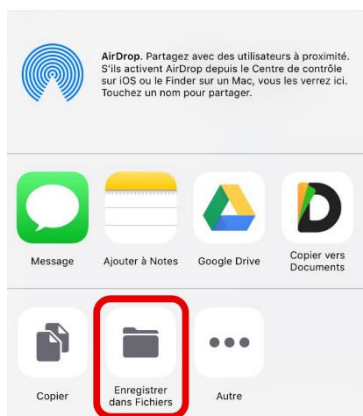 AirDrop. Partagez avec des utilisateurs à proximité.
S'ils activent AirDrop depuis le Centre de contrôle
sur iOS ou le Finder sur un Mac, vous les verrez ici.
Touchez un nom pour partager.
Message
Ajouter à Notes
Google Drive
Copier vers
Documents
Copier
Enregistrer
dans Fichiers
Autre